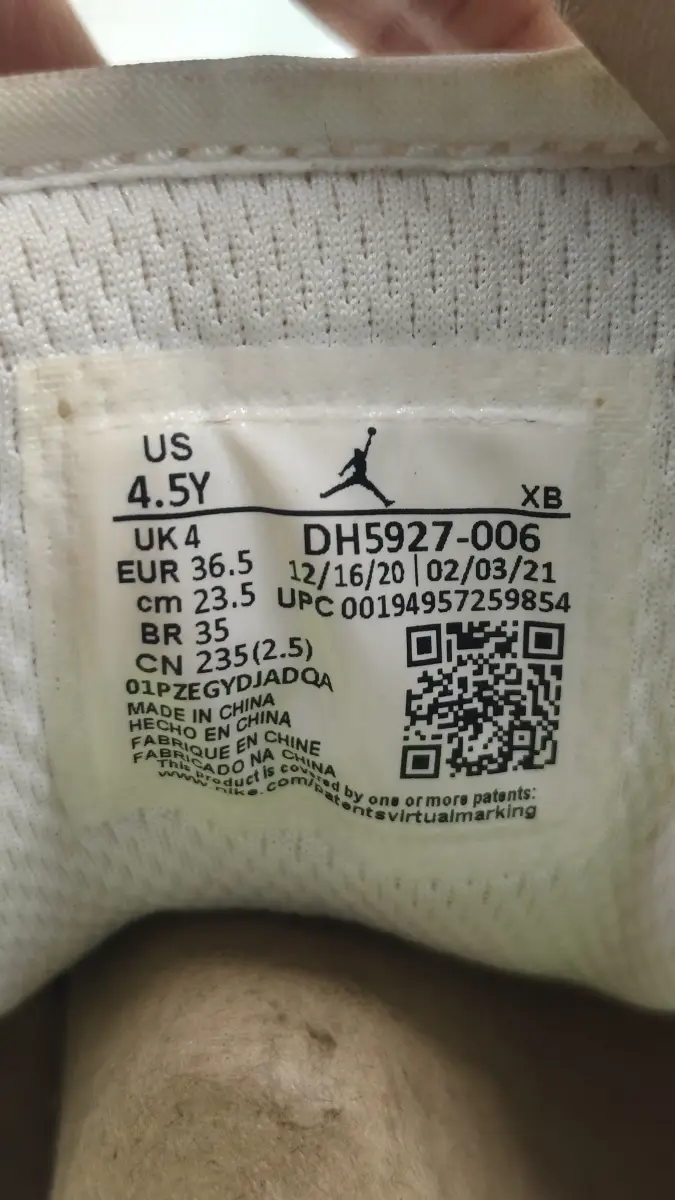 US
4.5Y
XB
UK 4
DH5927-006
EUR 36.5
12/16/20 | 02/03/21
cm 23.5
UPC 00194957259854
BR 35
CN 235(2.5)
01PZEGYDJADQA
MADE IN CHINA
HECHO EN CHINA
FABRIQUE EN CHINE
FABRICADO NA CHINA
This product is covered by one or more patents:
www.nike.com/patentsvirtualmarking